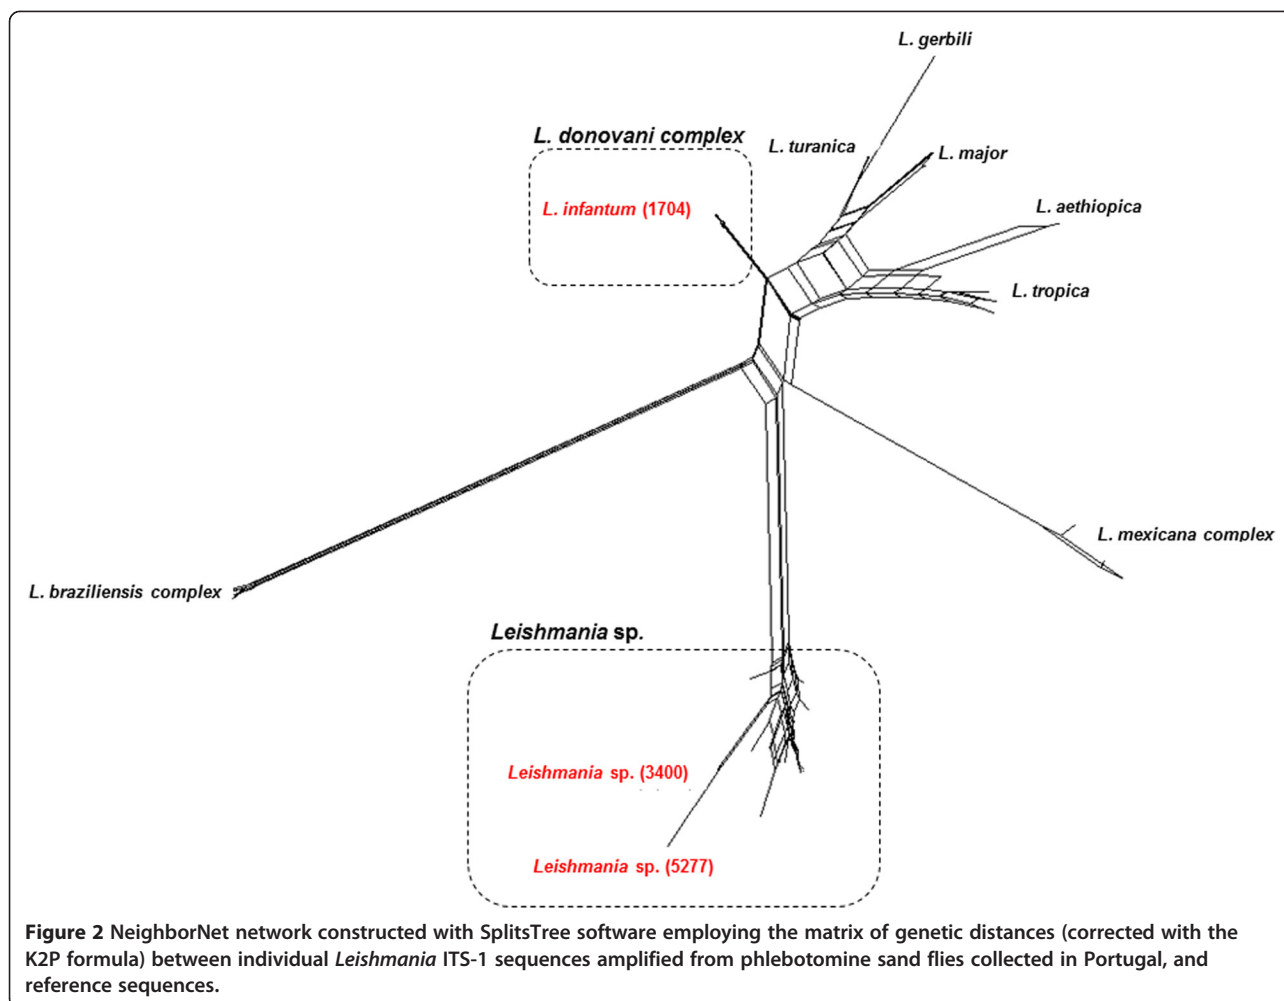 L. gerbili
L. donovani complex
L. turanica
L. major
L. infantum (1704)
L. aethiopica
L. tropica
L. mexicana complex
L. braziliensis complex
Leishmania sp.
Leishmania sp. (3400)
Leishmania sp. (5277)
Figure 2 NeighborNet network constructed with SplitsTree software employing the matrix of genetic distances (corrected with the
K2P formula) between individual Leishmania ITS-1 sequences amplified from phlebotomine sand flies collected in Portugal, and
reference sequences.